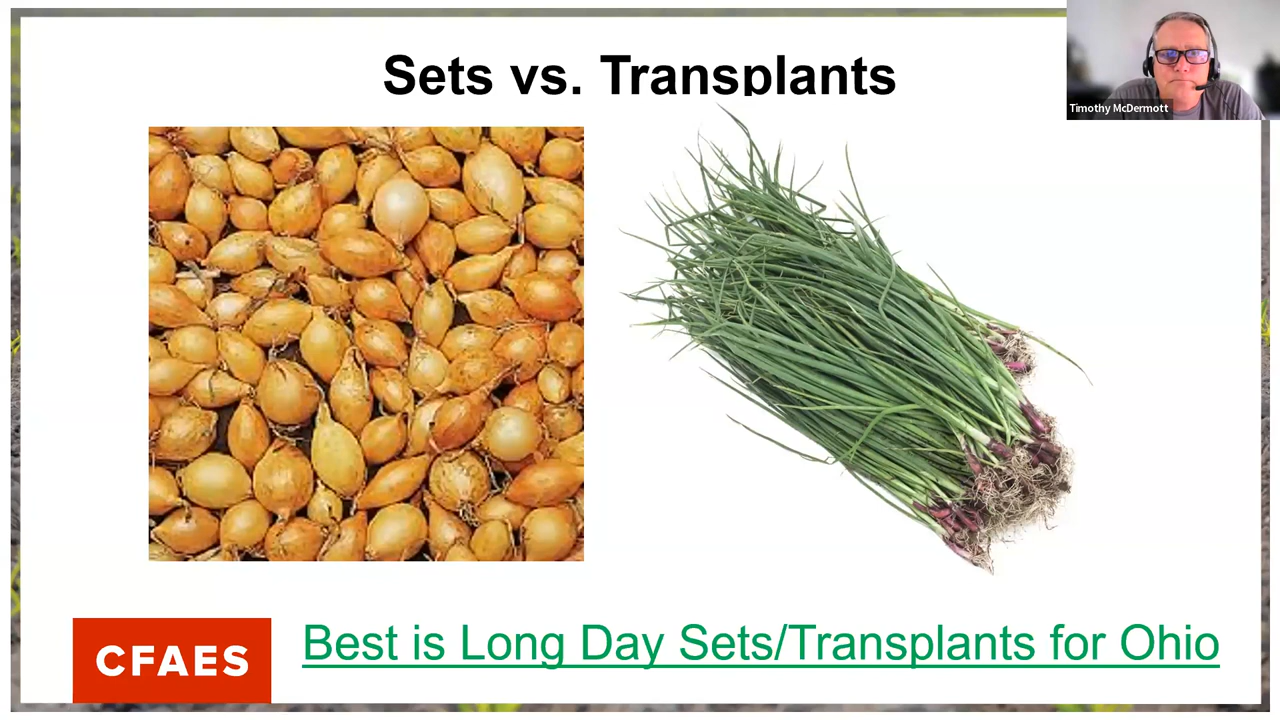 Sets vs. Transplants
Timothy McDermott
CFAES
Best is Long Day Sets/Transplants for Ohio